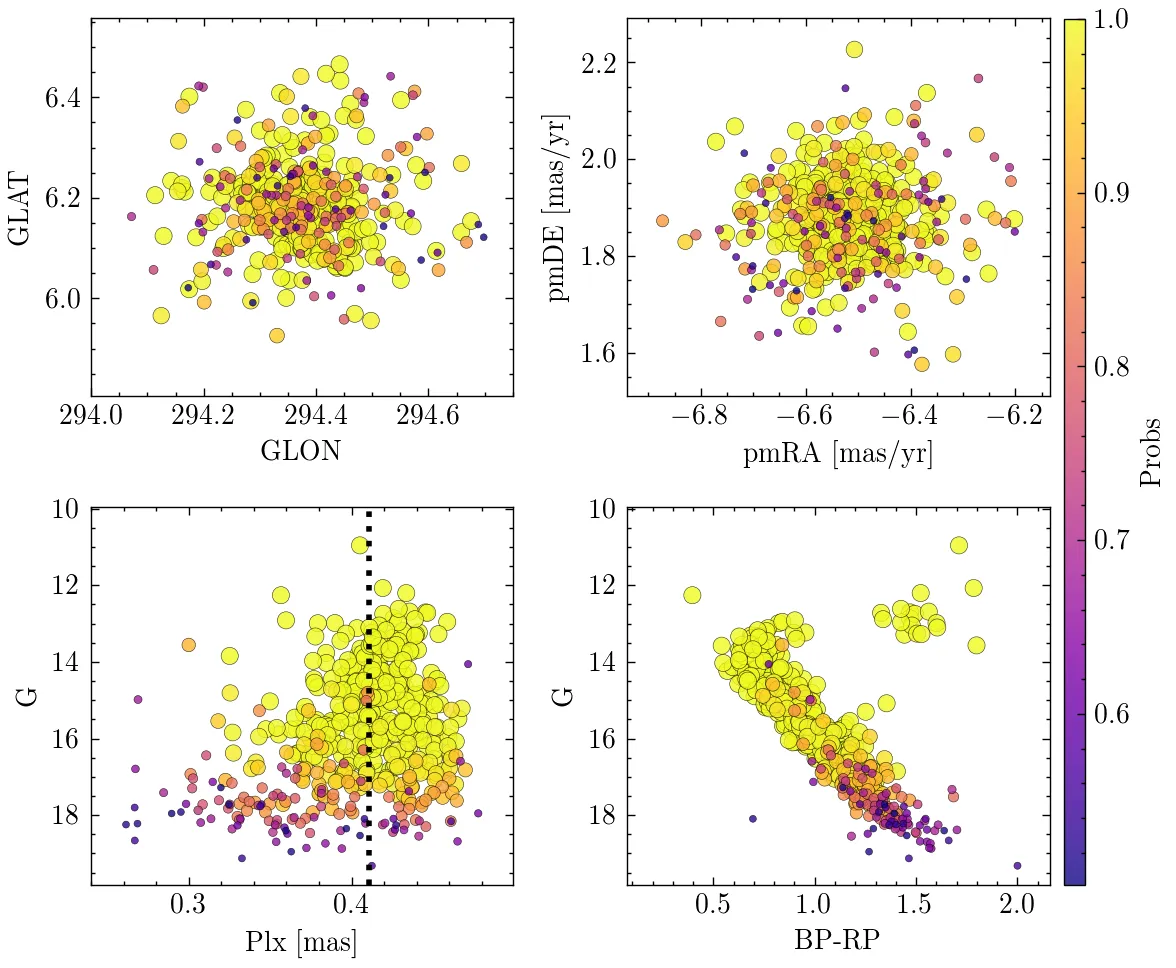 GLAT
6.4
6.2
6.0
294.0 294.2 294.4 294.6
GLON
pmDE [mas/yr]
2.2
2.0
1.8
1.6
−6.8 −6.6 −6.4 −6.2
pmRA [mas/yr]
G
10
12
14
16
18
0.3 0.4
Plx [mas]
G
10
12
14
16
18
0.5 1.0 1.5 2.0
BP-RP
1.0
0.9
0.8
0.7
0.6
Probs